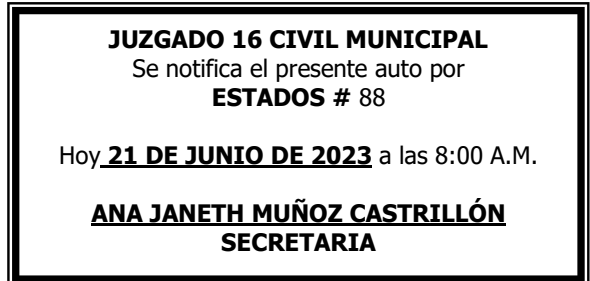 JUZGADO 16 CIVIL MUNICIPAL
Se notifica el presente auto por
ESTADOS # 88
Hoy 21 DE JUNIO DE 2023 a las 8:00 A.M.
ANA JANETH MUÑOZ CASTRILLÓN
SECRETARIA